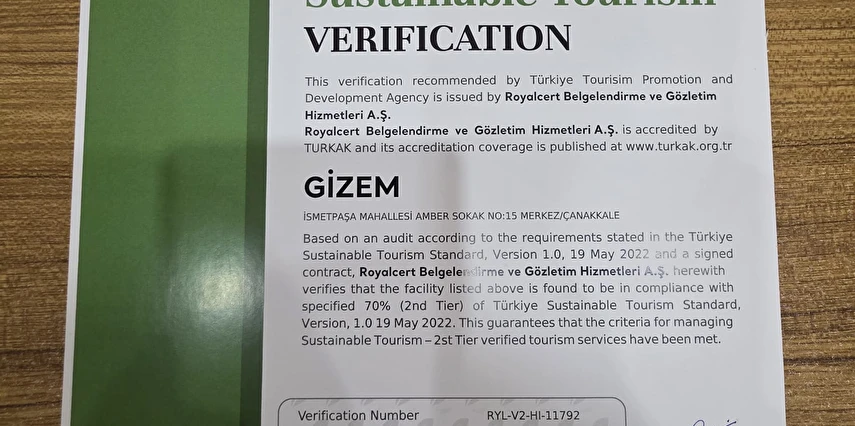 Sustainable Tourism
VERIFICATION
This verification recommended by Türkiye Tourisim Promotion and
Development Agency is issued by Royalcert Belgelendirme ve Gözletim
Hizmetleri A.Ş.
Royalcert Belgelendirme ve Gözletim Hizmetleri A.Ş. is accredited by
TURKAK and its accreditation coverage is published at www.turkak.org.tr
GİZEM
İSMETPAŞA MAHALLESİ AMBER SOKAK NO:15 MERKEZ/ÇANAKKALE
Based on an audit according to the requirements stated in the Türkiye
Sustainable Tourism Standard, Version 1.0, 19 May 2022 and a signed
contract, Royalcert Belgelendirme ve Gözletim Hizmetleri A.Ş. herewith
verifies that the facility listed above is found to be in compliance with
specified 70% (2nd Tier) of Türkiye Sustainable Tourism Standard,
Version, 1.0 19 May 2022. This guarantees that the criteria for managing
Sustainable Tourism – 2st Tier verified tourism services have been met.
Verification Number RYL-V2-HI-11792